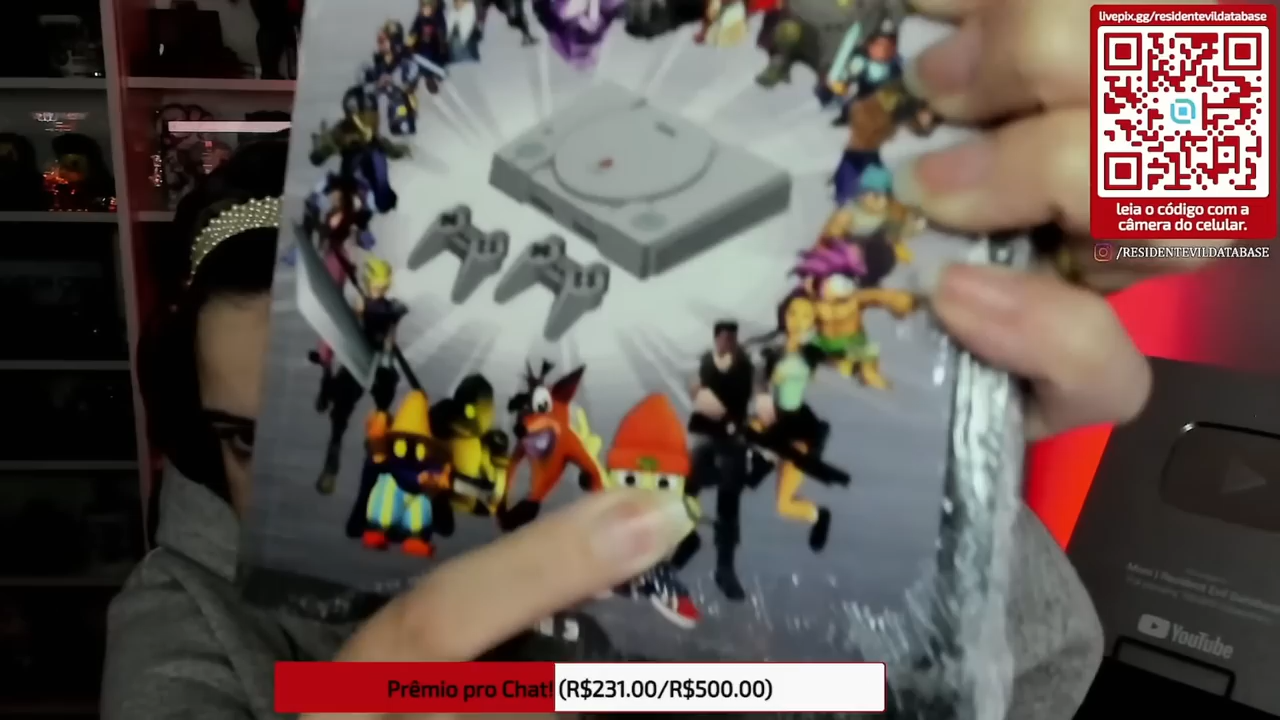 livepix.gg/residentevildatabase
leia o código com a
câmera do celular.
/RESIDENTEVILDATABASE
YouTube
Prêmio pro Chat! (R$231.00/R$500.00)